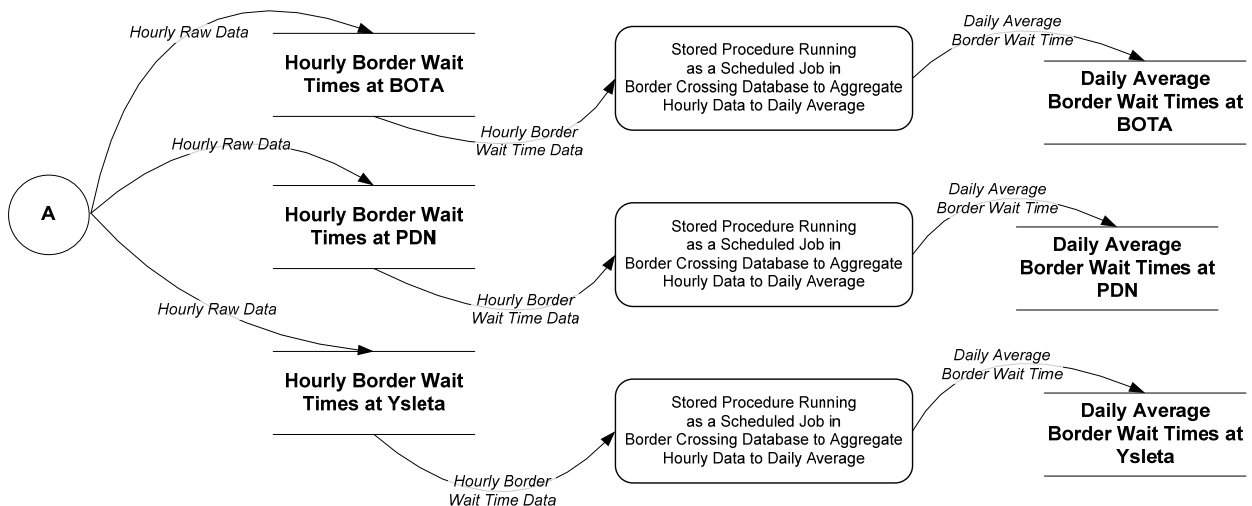 Hourly Raw Data
Hourly Border Wait
Times at BOTA
Hourly Border
Wait Time Data
Stored Procedure Running
as a Scheduled Job in
Border Crossing Database to Aggregate
Hourly Data to Daily Average
Daily Average
Border Wait Time
Daily Average
Border Wait Times at
BOTA
A
Hourly Raw Data
Hourly Border Wait
Times at PDN
Hourly Border
Wait Time Data
Stored Procedure Running
as a Scheduled Job in
Border Crossing Database to Aggregate
Hourly Data to Daily Average
Daily Average
Border Wait Time
Daily Average
Border Wait Times at
PDN
Hourly Raw Data
Hourly Border Wait
Times at Ysleta
Hourly Border
Wait Time Data
Stored Procedure Running
as a Scheduled Job in
Border Crossing Database to Aggregate
Hourly Data to Daily Average
Daily Average
Border Wait Time
Daily Average
Border Wait Times at
Ysleta